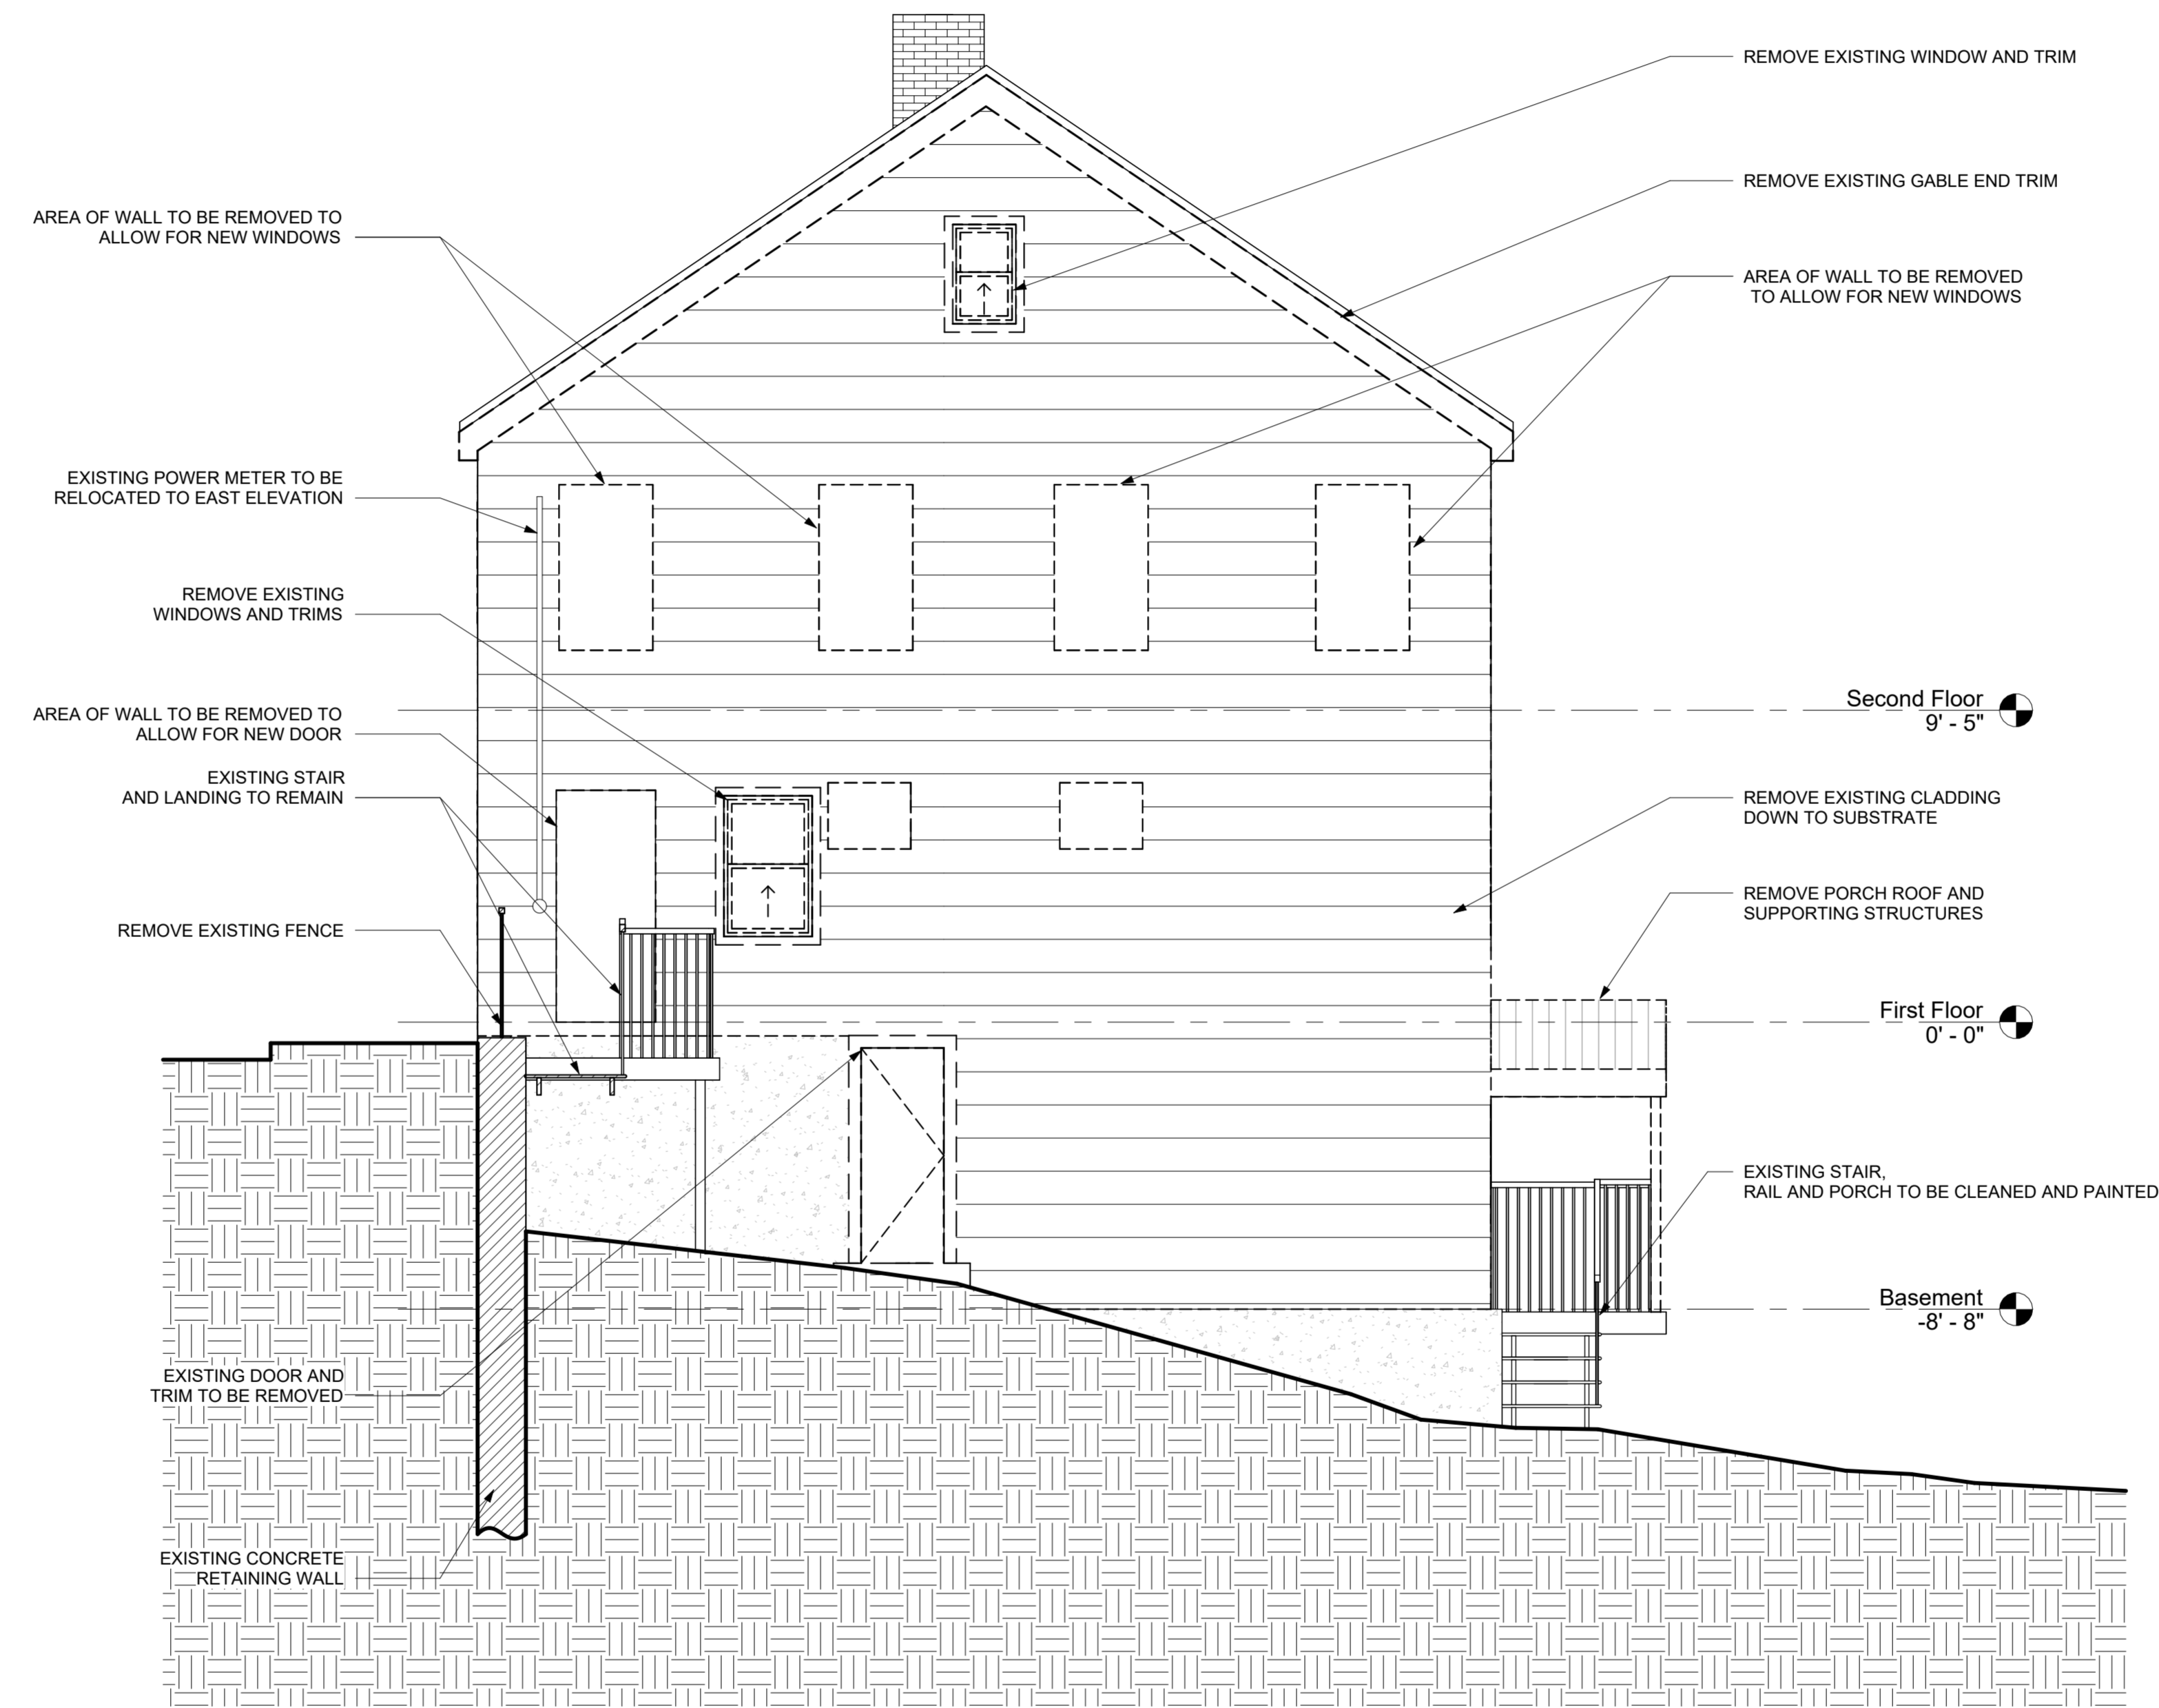 REMOVE EXISTING WINDOW AND TRIM
REMOVE EXISTING GABLE END TRIM
AREA OF WALL TO BE REMOVED TO
ALLOW FOR NEW WINDOWS
AREA OF WALL TO BE REMOVED
TO ALLOW FOR NEW WINDOWS
EXISTING POWER METER TO BE
RELOCATED TO EAST ELEVATION
REMOVE EXISTING
WINDOWS AND TRIMS
Second Floor
9' - 5"
AREA OF WALL TO BE REMOVED TO
ALLOW FOR NEW DOOR
EXISTING STAIR
AND LANDING TO REMAIN
REMOVE EXISTING CLADDING
DOWN TO SUBSTRATE
REMOVE PORCH ROOF AND
SUPPORTING STRUCTURES
REMOVE EXISTING FENCE
First Floor
0' - 0"
EXISTING STAIR,
RAIL AND PORCH TO BE CLEANED AND PAINTED
Basement
-8' - 8"
EXISTING DOOR AND
TRIM TO BE REMOVED
EXISTING CONCRETE
RETAINING WALL